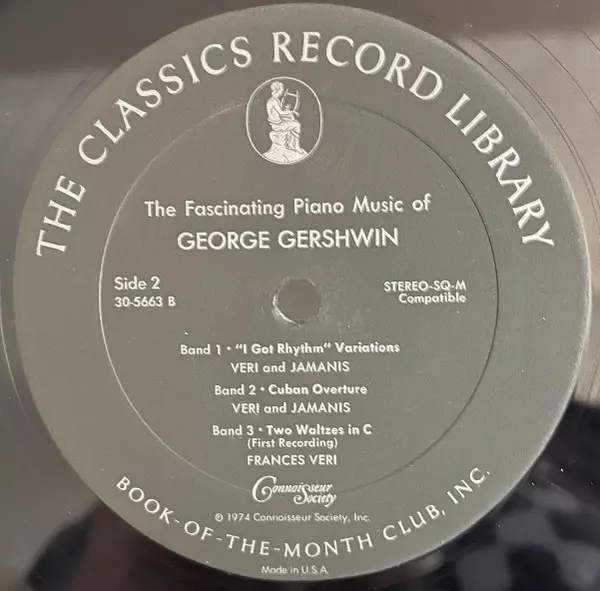 THE CLASSICS RECORD LIBRARY
The Fascinating Piano Music of
GEORGE GERSHWIN
Side 2
30-5663 B
STEREO-SQ-M
Compatible
Band 1 • "I Got Rhythm" Variations
VERI and JAMANIS
Band 2 • Cuban Overture
VERI and JAMANIS
Band 3 • Two Waltzes in C
(First Recording)
FRANCES VERI
Connoisseur
Society
© 1974 Connoisseur Society, Inc.
BOOK-OF-THE-MONTH CLUB, INC.
Made in U.S.A